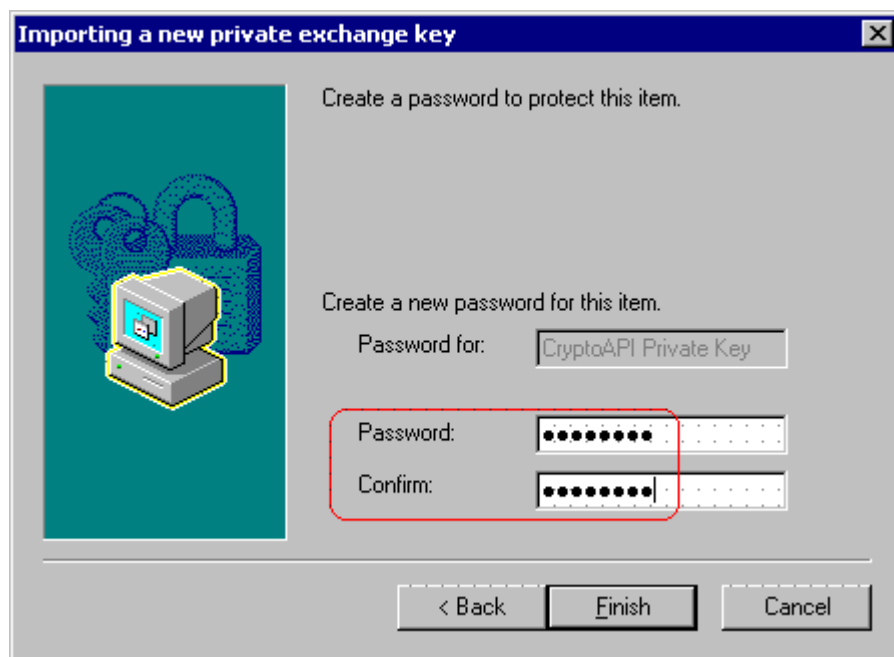 Importing a new private exchange key
Create a password to protect this item.
Create a new password for this item.
Password for: CryptoAPI Private Key
Password: ●●●●●●●●
Confirm: ●●●●●●●●
< Back Finish Cancel